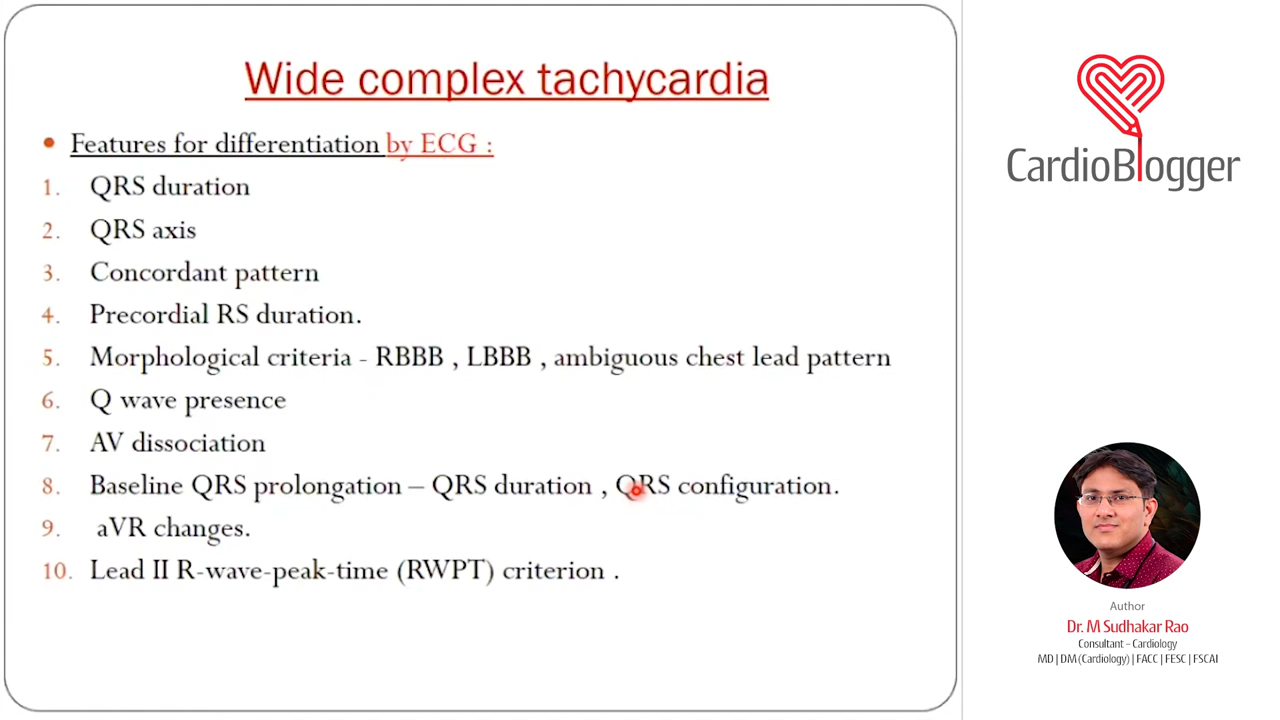 Wide complex tachycardia
• Features for differentiation by ECG :
1. QRS duration
2. QRS axis
3. Concordant pattern
4. Precordial RS duration.
5. Morphological criteria - RBBB , LBBB , ambiguous chest lead pattern
6. Q wave presence
7. AV dissociation
8. Baseline QRS prolongation – QRS duration , QRS configuration.
9. aVR changes.
10. Lead II R-wave-peak-time (RWPT) criterion .
CardioBlogger
Author
Dr. M Sudhakar Rao
Consultant – Cardiology
MD | DM (Cardiology) | FACC | FESC | FSCAI